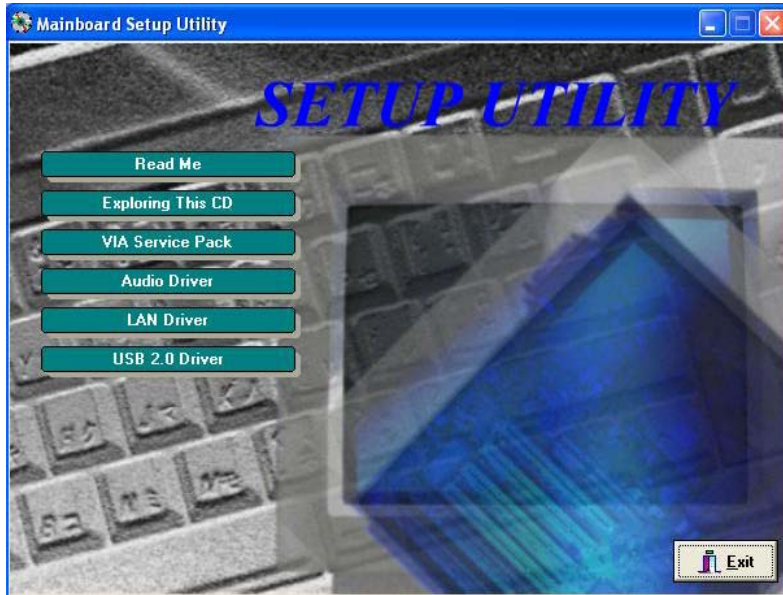 Mainboard Setup Utility
SETUP UTILITY
Read Me
Exploring This CD
VIA Service Pack
Audio Driver
LAN Driver
USB 2.0 Driver
Exit